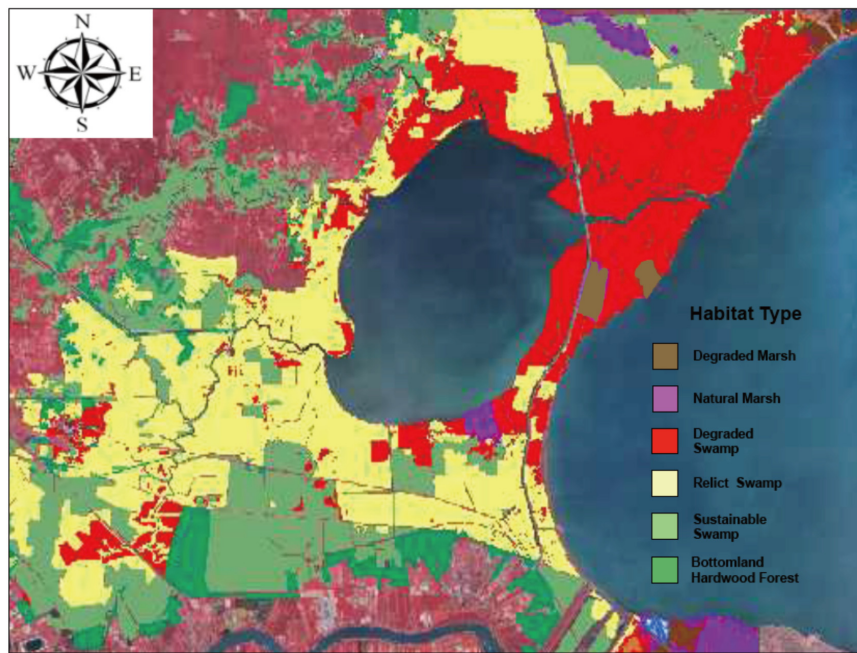 N
W E
S
Habitat Type
Degraded Marsh
Natural Marsh
Degraded
Swamp
Relict Swamp
Sustainable
Swamp
Bottomland
Hardwood Forest